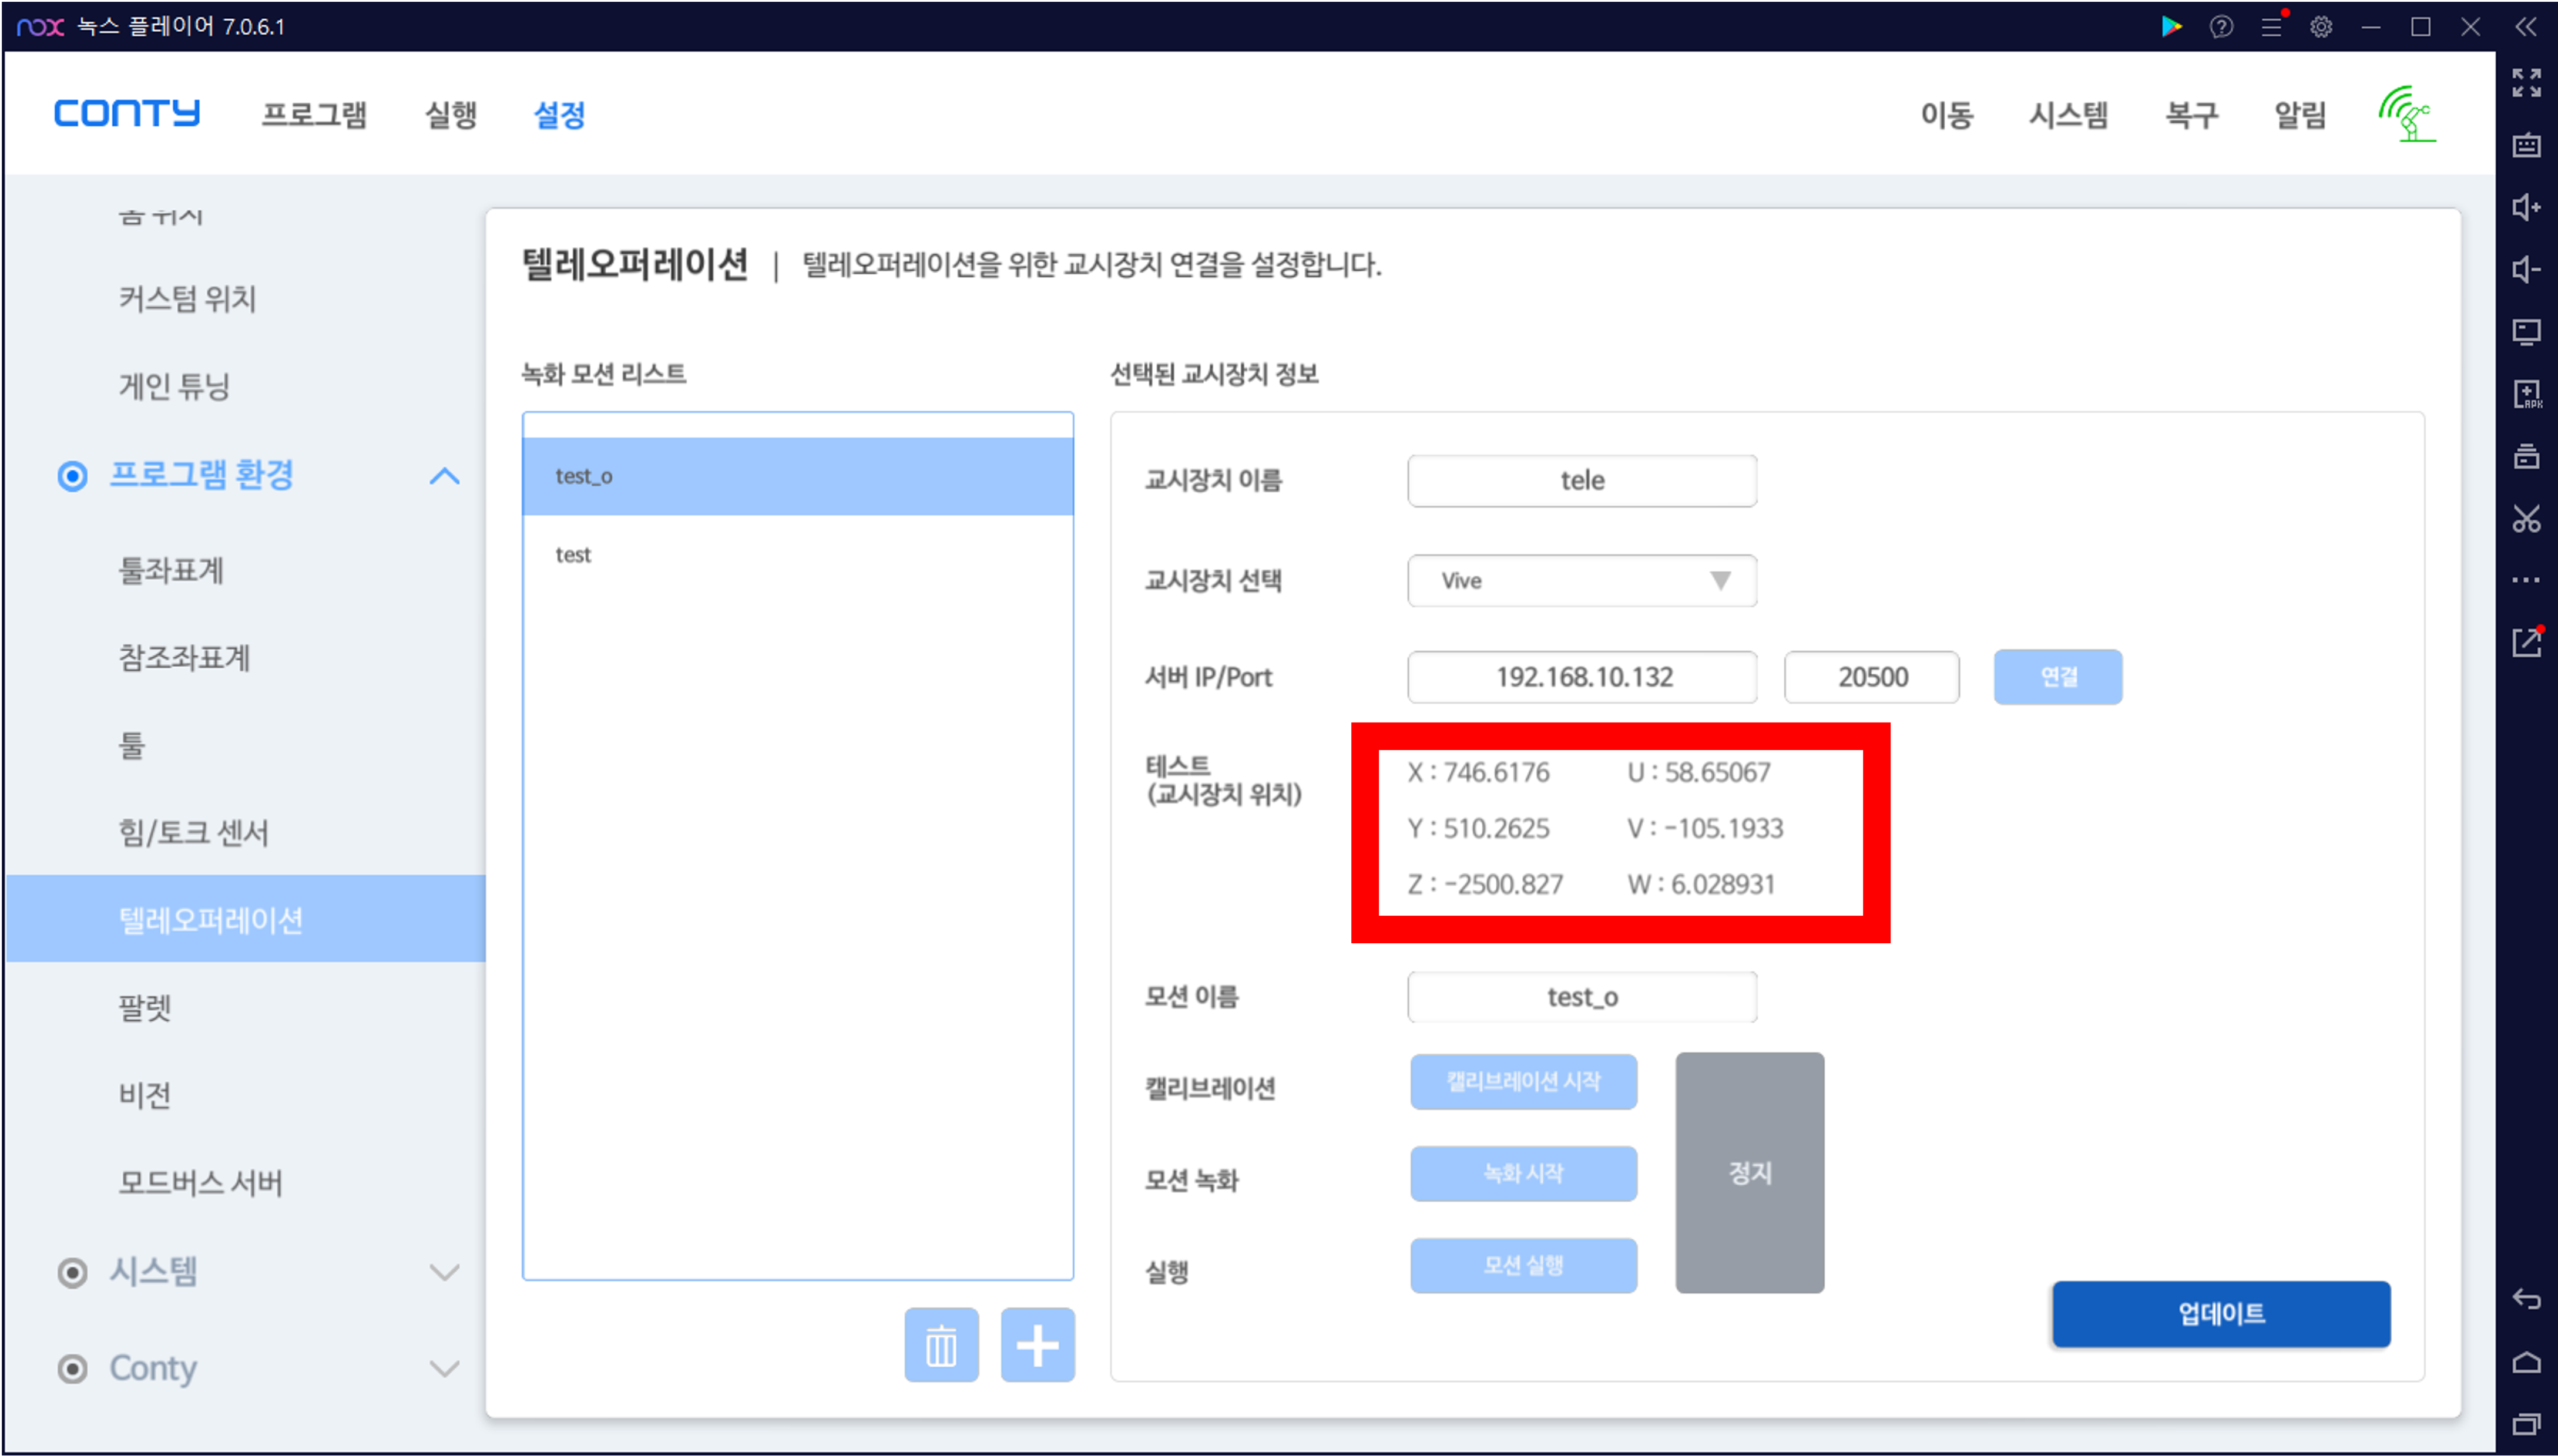 nox 녹스 플레이어 7.0.6.1
CONTY 프로그램 실행 설정 이동 시스템 복구 알림
홈 위치
커스텀 위치
게인 튜닝
프로그램 환경
툴좌표계
참조좌표계
툴
힘/토크 센서
텔레오퍼레이션
팔렛
비전
모드버스 서버
시스템
Conty
텔레오퍼레이션 | 텔레오퍼레이션을 위한 교시장치 연결을 설정합니다.
녹화 모션 리스트
test_o
test
선택된 교시장치 정보
교시장치 이름 tele
교시장치 선택 Vive
서버 IP/Port 192.168.10.132 20500 연결
테스트
(교시장치 위치)
X : 746.6176 U : 58.65067
Y : 510.2625 V : -105.1933
Z : -2500.827 W : 6.028931
모션 이름 test_o
캘리브레이션 캘리브레이션 시작
모션 녹화 녹화 시작 정지
실행 모션 실행
업데이트
APK